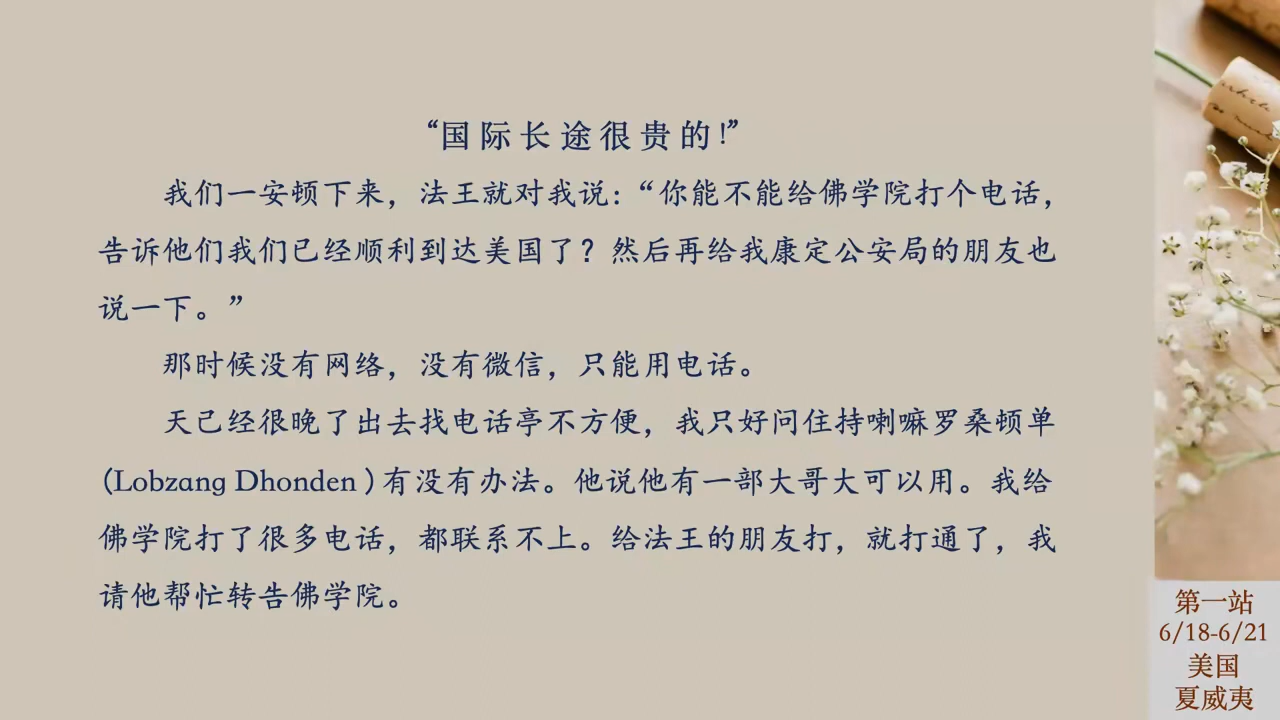 “国际长途很贵的!”
我们一安顿下来，法王就对我说：“你能不能给佛学院打个电话，
告诉他们我们已经顺利到达美国了？然后再给我康定公安局的朋友也
说一下。”
那时候没有网络，没有微信，只能用电话。
天已经很晚了出去找电话亭不方便，我只好问住持喇嘛罗桑顿单
(Lobzang Dhonden )有没有办法。他说他有一部大哥大可以用。我给
佛学院打了很多电话，都联系不上。给法王的朋友打，就打通了，我
请他帮忙转告佛学院。
第一站
6/18-6/21
美国
夏威夷